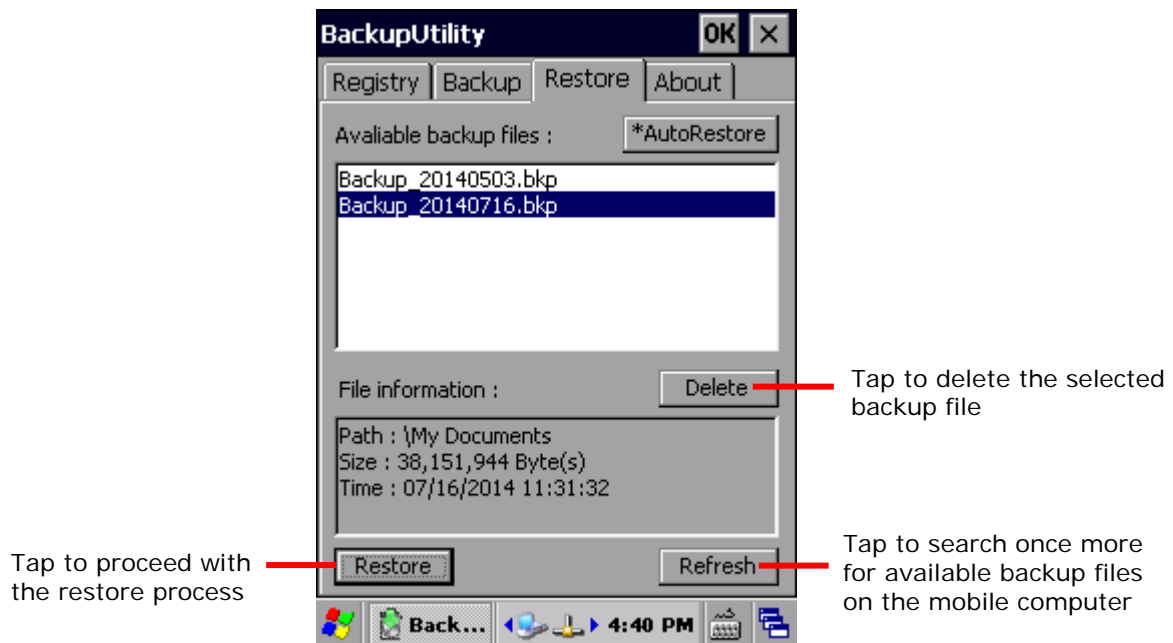 BackupUtility OK ×
Registry Backup Restore About
Avaliable backup files : *AutoRestore
Backup_20140503.bkp
Backup_20140716.bkp
File information : Delete
Tap to delete the selected
backup file
Path : \My Documents
Size : 38,151,944 Byte(s)
Time : 07/16/2014 11:31:32
Tap to proceed with
the restore process
Restore Refresh
Tap to search once more
for available backup files
on the mobile computer
Back... 4:40 PM